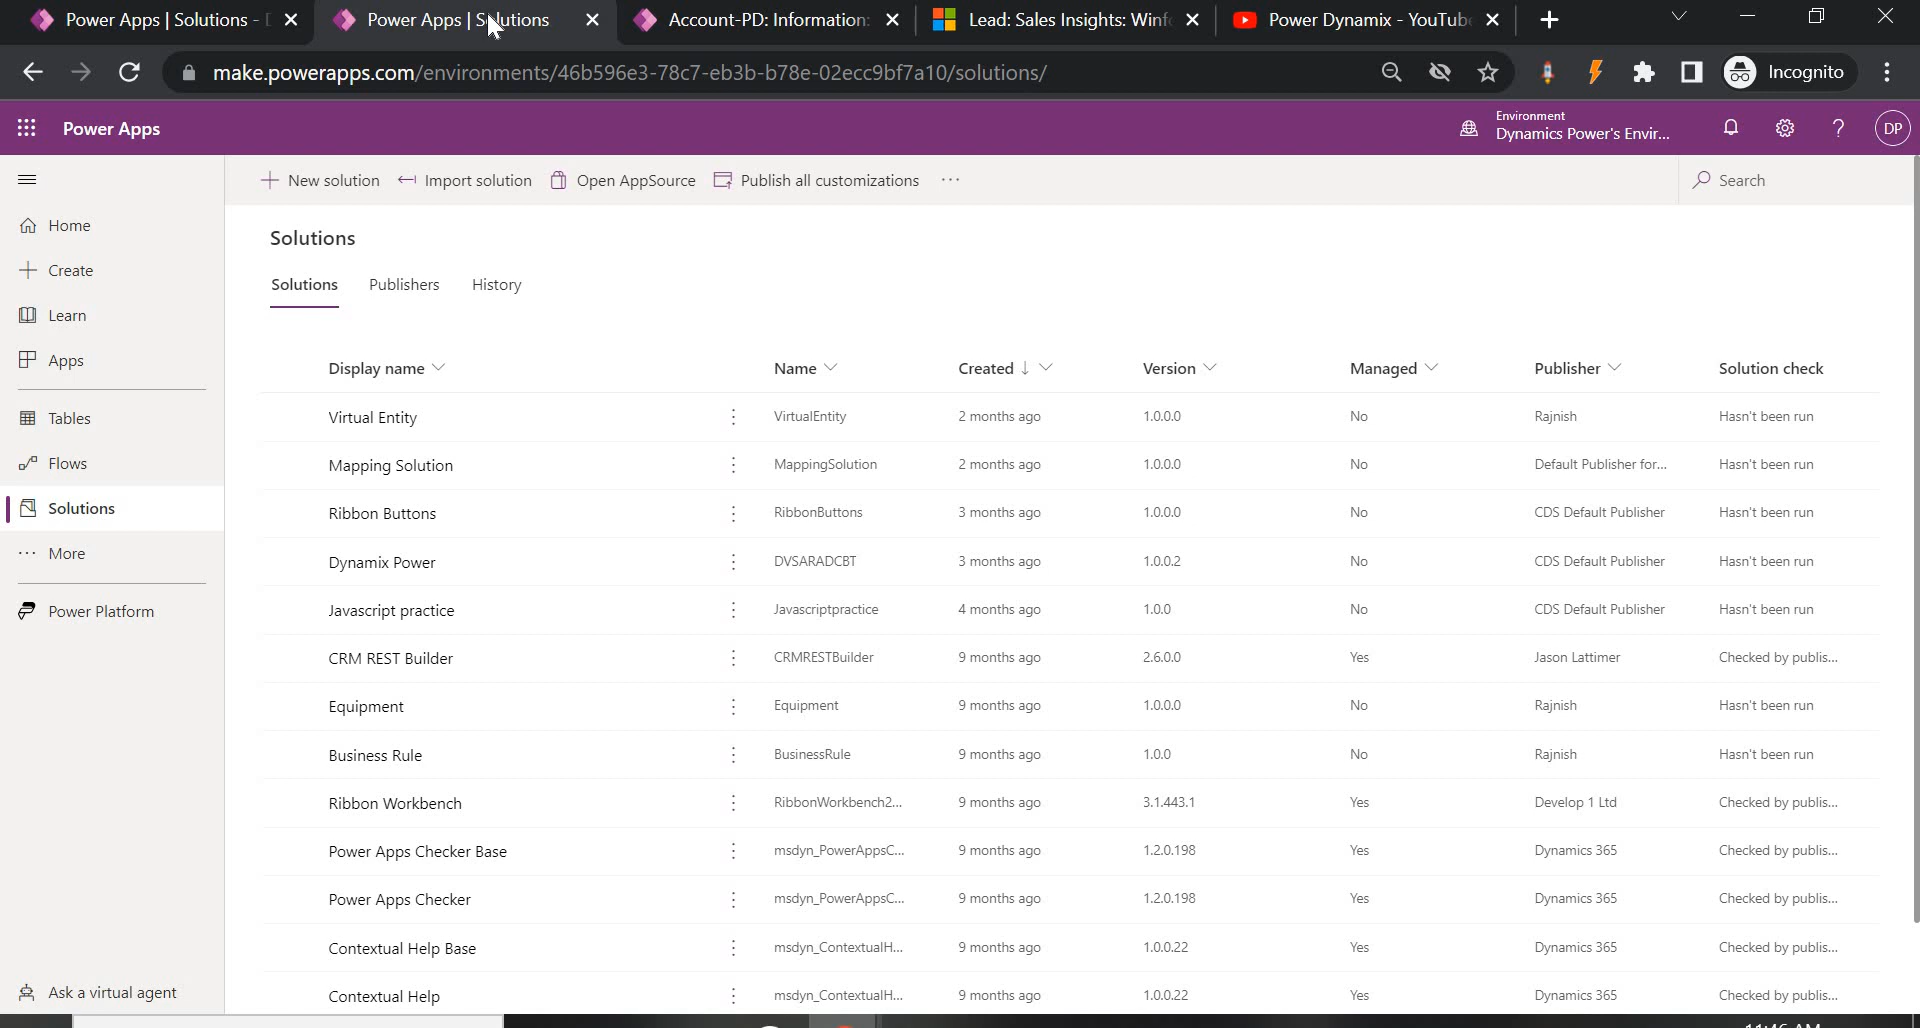 Power Apps | Solutions -
Power Apps | Solutions
Account-PD: Information:
Lead: Sales Insights: Winfo
Power Dynamix - YouTub
make.powerapps.com/environments/46b596e3-78c7-eb3b-b78e-02ecc9bf7a10/solutions/
Incognito
Power Apps
Environment
Dynamics Power's Envir...
DP
New solution
Import solution
Open AppSource
Publish all customizations
...
Search
Home
Create
Learn
Apps
Tables
Flows
Solutions
More
Power Platform
Ask a virtual agent
Solutions
Solutions Publishers History
Display name Name Created ↓ Version Managed Publisher Solution check
Virtual Entity VirtualEntity 2 months ago 1.0.0.0 No Rajnish Hasn't been run
Mapping Solution MappingSolution 2 months ago 1.0.0.0 No Default Publisher for... Hasn't been run
Ribbon Buttons RibbonButtons 3 months ago 1.0.0.0 No CDS Default Publisher Hasn't been run
Dynamix Power DVSARADCBT 3 months ago 1.0.0.2 No CDS Default Publisher Hasn't been run
Javascript practice Javascriptpractice 4 months ago 1.0.0 No CDS Default Publisher Hasn't been run
CRM REST Builder CRMRESTBuilder 9 months ago 2.6.0.0 Yes Jason Lattimer Checked by publis...
Equipment Equipment 9 months ago 1.0.0.0 No Rajnish Hasn't been run
Business Rule BusinessRule 9 months ago 1.0.0 No Rajnish Hasn't been run
Ribbon Workbench RibbonWorkbench2... 9 months ago 3.1.443.1 Yes Develop 1 Ltd Checked by publis...
Power Apps Checker Base msdyn_PowerAppsC... 9 months ago 1.2.0.198 Yes Dynamics 365 Checked by publis...
Power Apps Checker msdyn_PowerAppsC... 9 months ago 1.2.0.198 Yes Dynamics 365 Checked by publis...
Contextual Help Base msdyn_ContextualH... 9 months ago 1.0.0.22 Yes Dynamics 365 Checked by publis...
Contextual Help msdyn_ContextualH... 9 months ago 1.0.0.22 Yes Dynamics 365 Checked by publis...